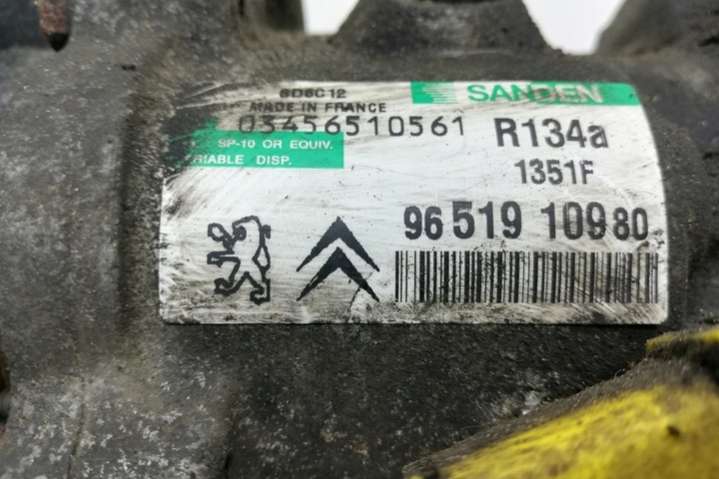 SD6C12
SANDEN
MADE IN FRANCE
03456510561
R134a
SP-10 OR EQUIV.
RIABLE DISP.
1351F
96 519 109 80